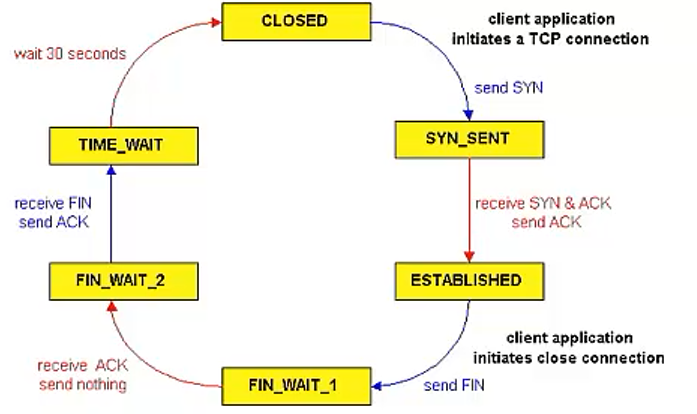 CLOSED
client application
initiates a TCP connection
wait 30 seconds
send SYN
TIME_WAIT
SYN_SENT
receive FIN
send ACK
receive SYN & ACK
send ACK
FIN_WAIT_2
ESTABLISHED
client application
initiates close connection
receive ACK
send nothing
FIN_WAIT_1
send FIN